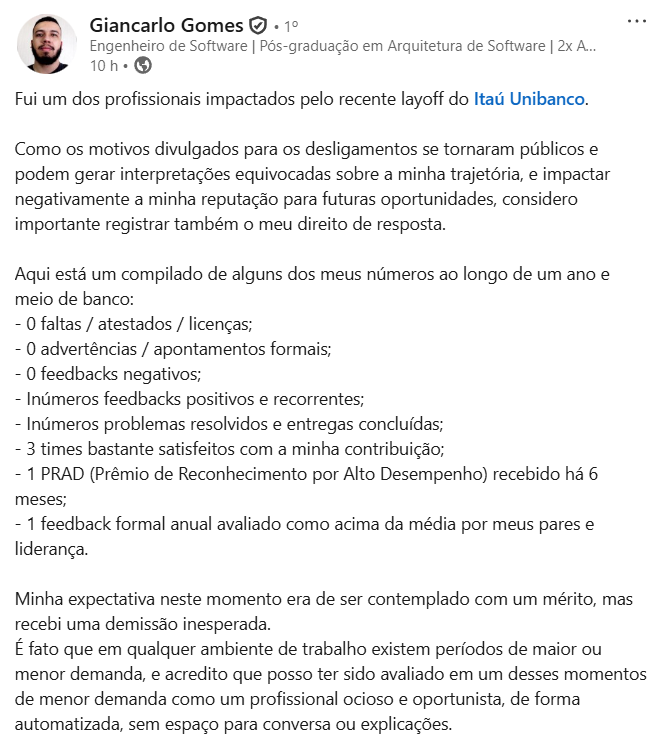 Giancarlo Gomes • 1º
Engenheiro de Software | Pós-graduação em Arquitetura de Software | 2x A...
10 h •
Fui um dos profissionais impactados pelo recente layoff do Itaú Unibanco.
Como os motivos divulgados para os desligamentos se tornaram públicos e
podem gerar interpretações equivocadas sobre a minha trajetória, e impactar
negativamente a minha reputação para futuras oportunidades, considero
importante registrar também o meu direito de resposta.
Aqui está um compilado de alguns dos meus números ao longo de um ano e
meio de banco:
- 0 faltas / atestados / licenças;
- 0 advertências / apontamentos formais;
- 0 feedbacks negativos;
- Inúmeros feedbacks positivos e recorrentes;
- Inúmeros problemas resolvidos e entregas concluídas;
- 3 times bastante satisfeitos com a minha contribuição;
- 1 PRAD (Prêmio de Reconhecimento por Alto Desempenho) recebido há 6
meses;
- 1 feedback formal anual avaliado como acima da média por meus pares e
liderança.
Minha expectativa neste momento era de ser contemplado com um mérito, mas
recebi uma demissão inesperada.
É fato que em qualquer ambiente de trabalho existem períodos de maior ou
menor demanda, e acredito que posso ter sido avaliado em um desses momentos
de menor demanda como um profissional ocioso e oportunista, de forma
automatizada, sem espaço para conversa ou explicações.